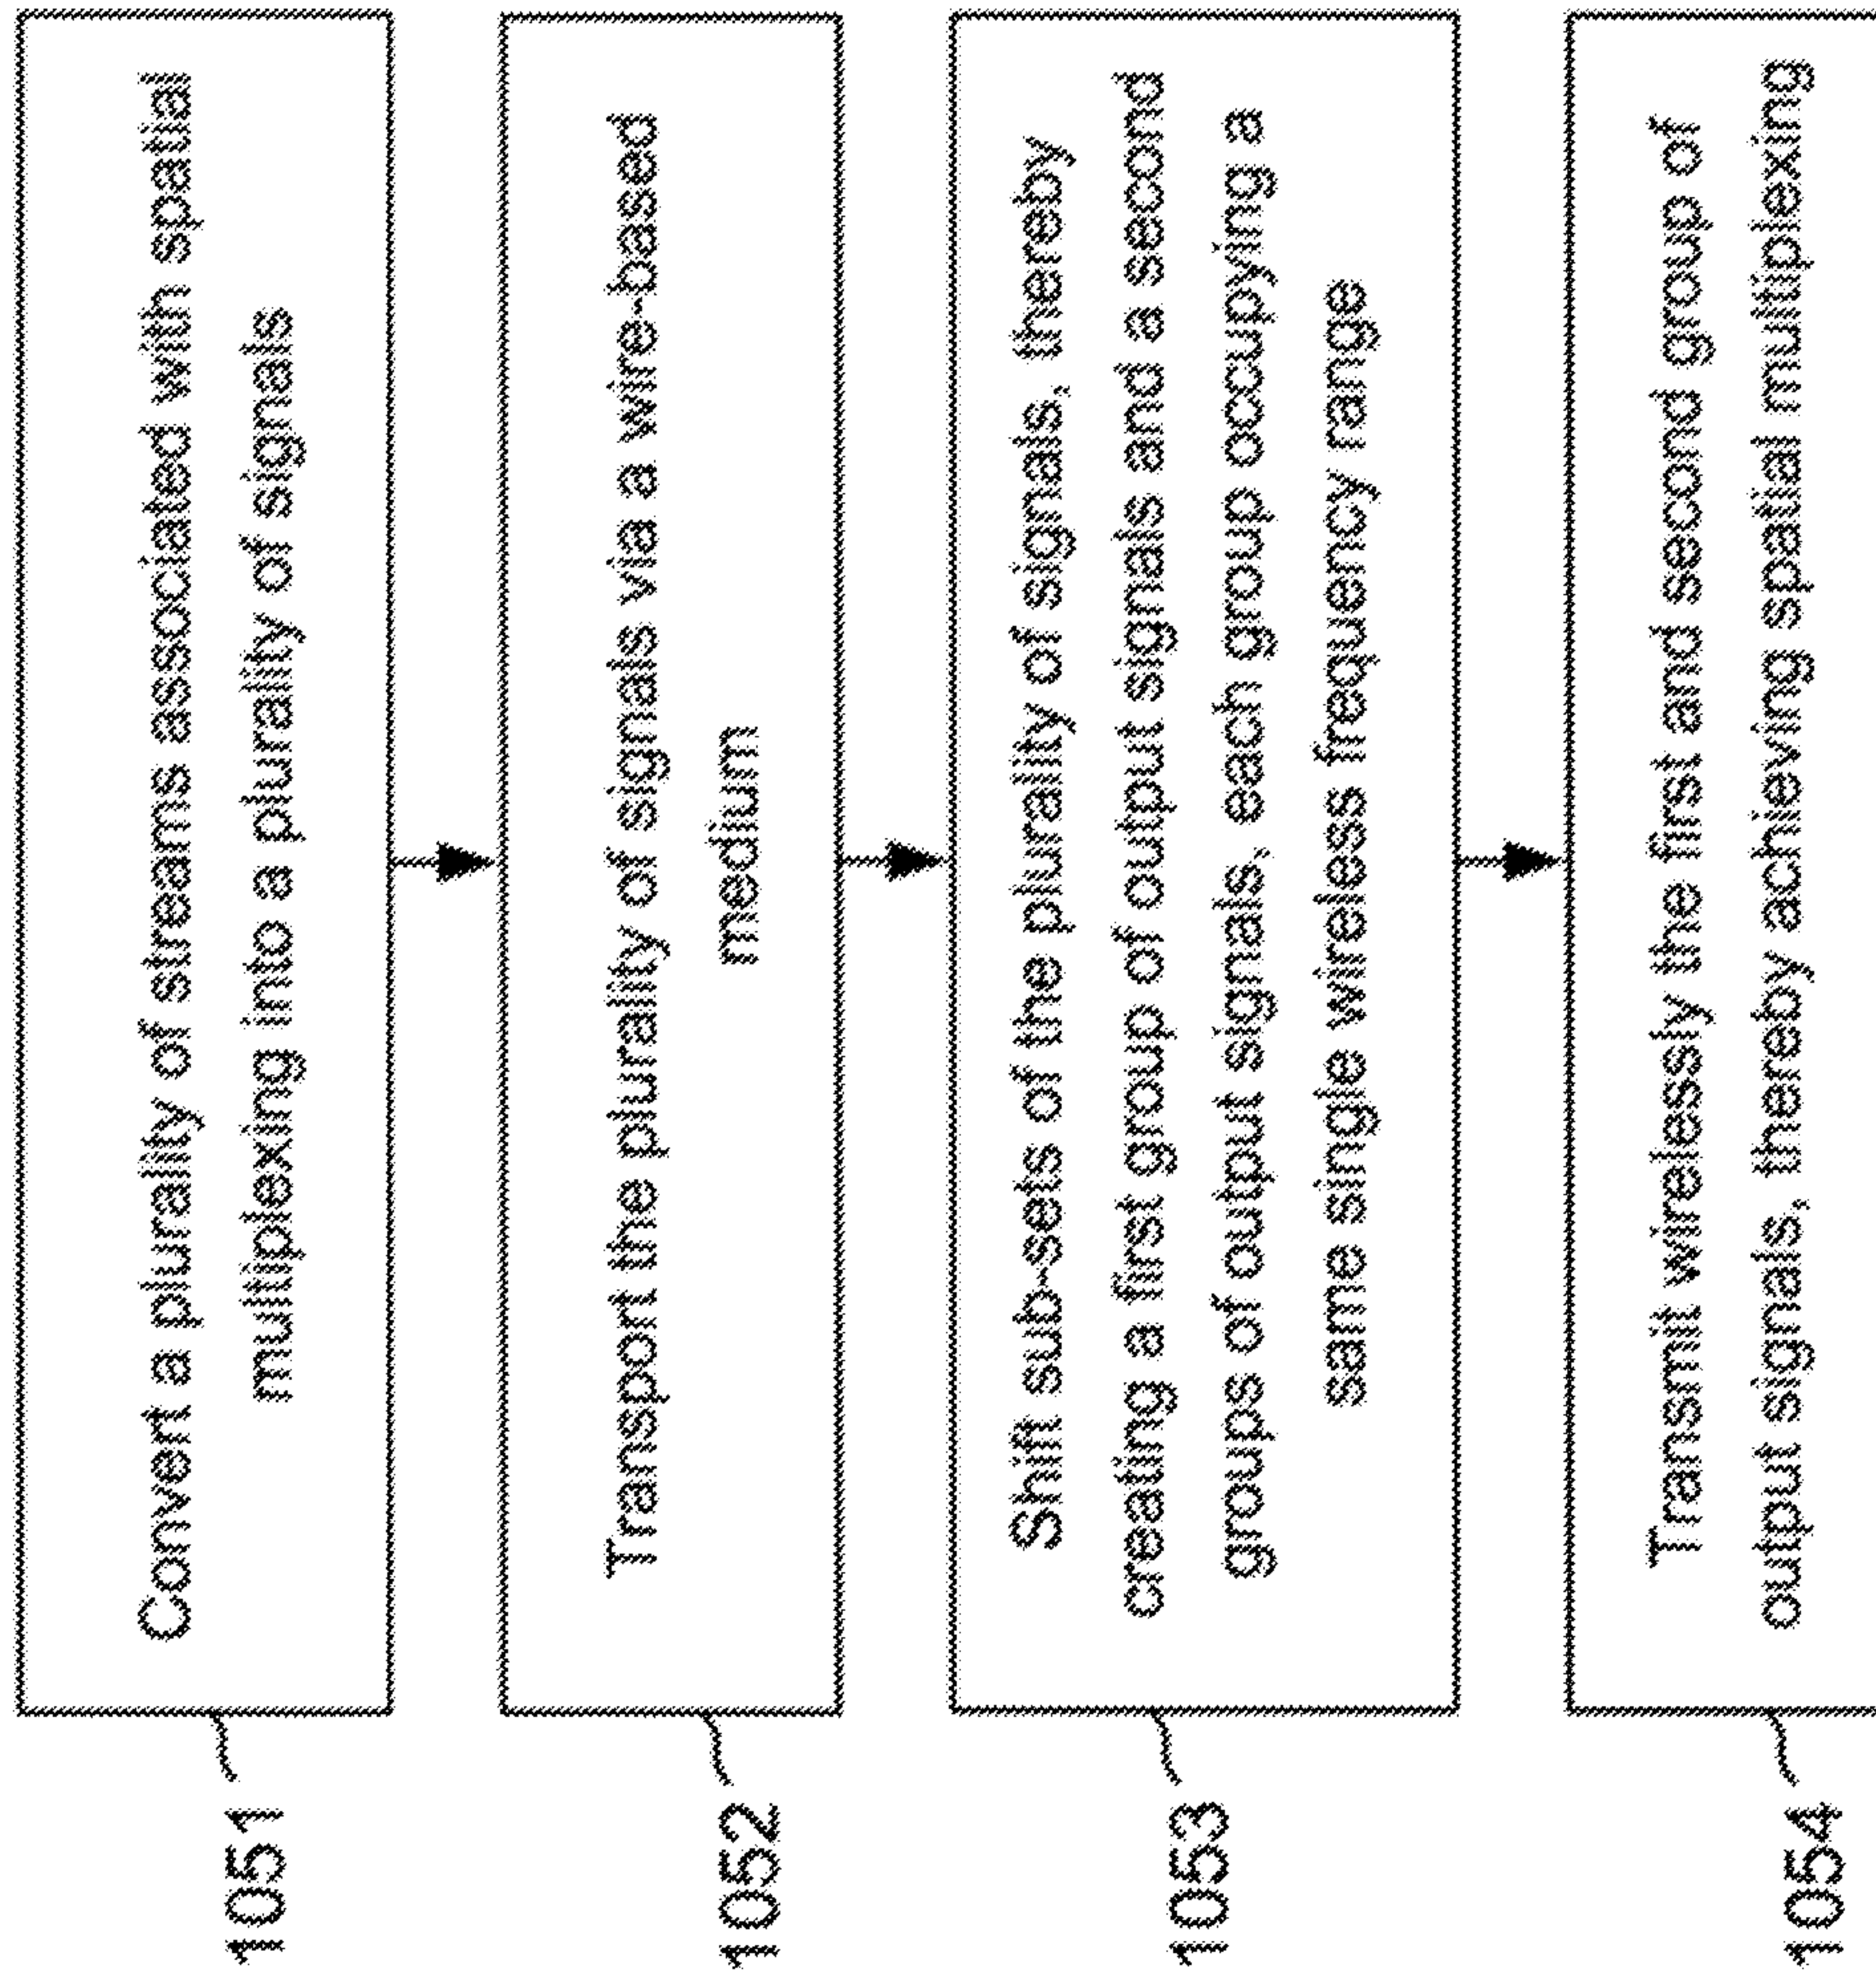 1051
Convert a plurality of streams associated with spatial
multiplexing into a plurality of signals
1052
Transport the plurality of signals via a wire-based
medium
1053
Shift sub-sets of the plurality of signals, thereby
creating a first group of output signals and a second
groups of output signals, each group occupying a
same single wireless frequency range
1054
Transmit wirelessly the first and second group of
output signals, thereby achieving spatial multiplexing